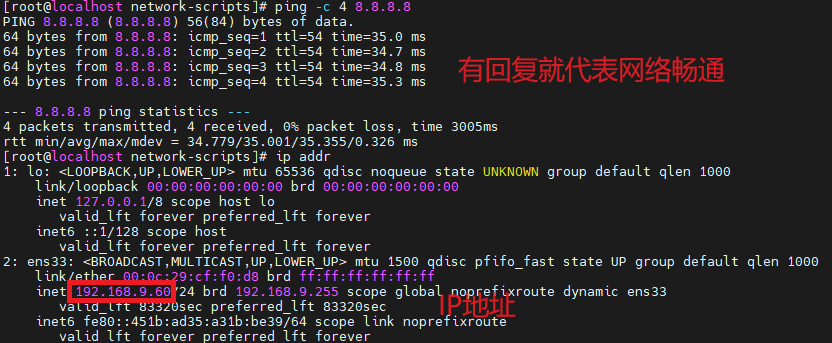 [root@localhost network-scripts]# ping -c 4 8.8.8.8
PING 8.8.8.8 (8.8.8.8) 56(84) bytes of data.
64 bytes from 8.8.8.8: icmp_seq=1 ttl=54 time=35.0 ms
64 bytes from 8.8.8.8: icmp_seq=2 ttl=54 time=34.7 ms
64 bytes from 8.8.8.8: icmp_seq=3 ttl=54 time=34.8 ms
64 bytes from 8.8.8.8: icmp_seq=4 ttl=54 time=35.3 ms
有回复就代表网络畅通
--- 8.8.8.8 ping statistics ---
4 packets transmitted, 4 received, 0% packet loss, time 3005ms
rtt min/avg/max/mdev = 34.779/35.001/35.355/0.326 ms
[root@localhost network-scripts]# ip addr
1: lo: <LOOPBACK,UP,LOWER_UP> mtu 65536 qdisc noqueue state UNKNOWN group default qlen 1000
link/loopback 00:00:00:00:00:00 brd 00:00:00:00:00:00
inet 127.0.0.1/8 scope host lo
valid_lft forever preferred_lft forever
inet6 ::1/128 scope host
valid_lft forever preferred_lft forever
2: ens33: <BROADCAST,MULTICAST,UP,LOWER_UP> mtu 1500 qdisc pfifo_fast state UP group default qlen 1000
link/ether 00:0c:29:cf:f0:d8 brd ff:ff:ff:ff:ff:ff
inet 192.168.9.60/24 brd 192.168.9.255 scope global noprefixroute dynamic ens33
valid_lft 83320sec preferred_lft 83320sec
IP地址
inet6 fe80::451b:ad35:a31b:be39/64 scope link noprefixroute
valid_lft forever preferred_lft forever